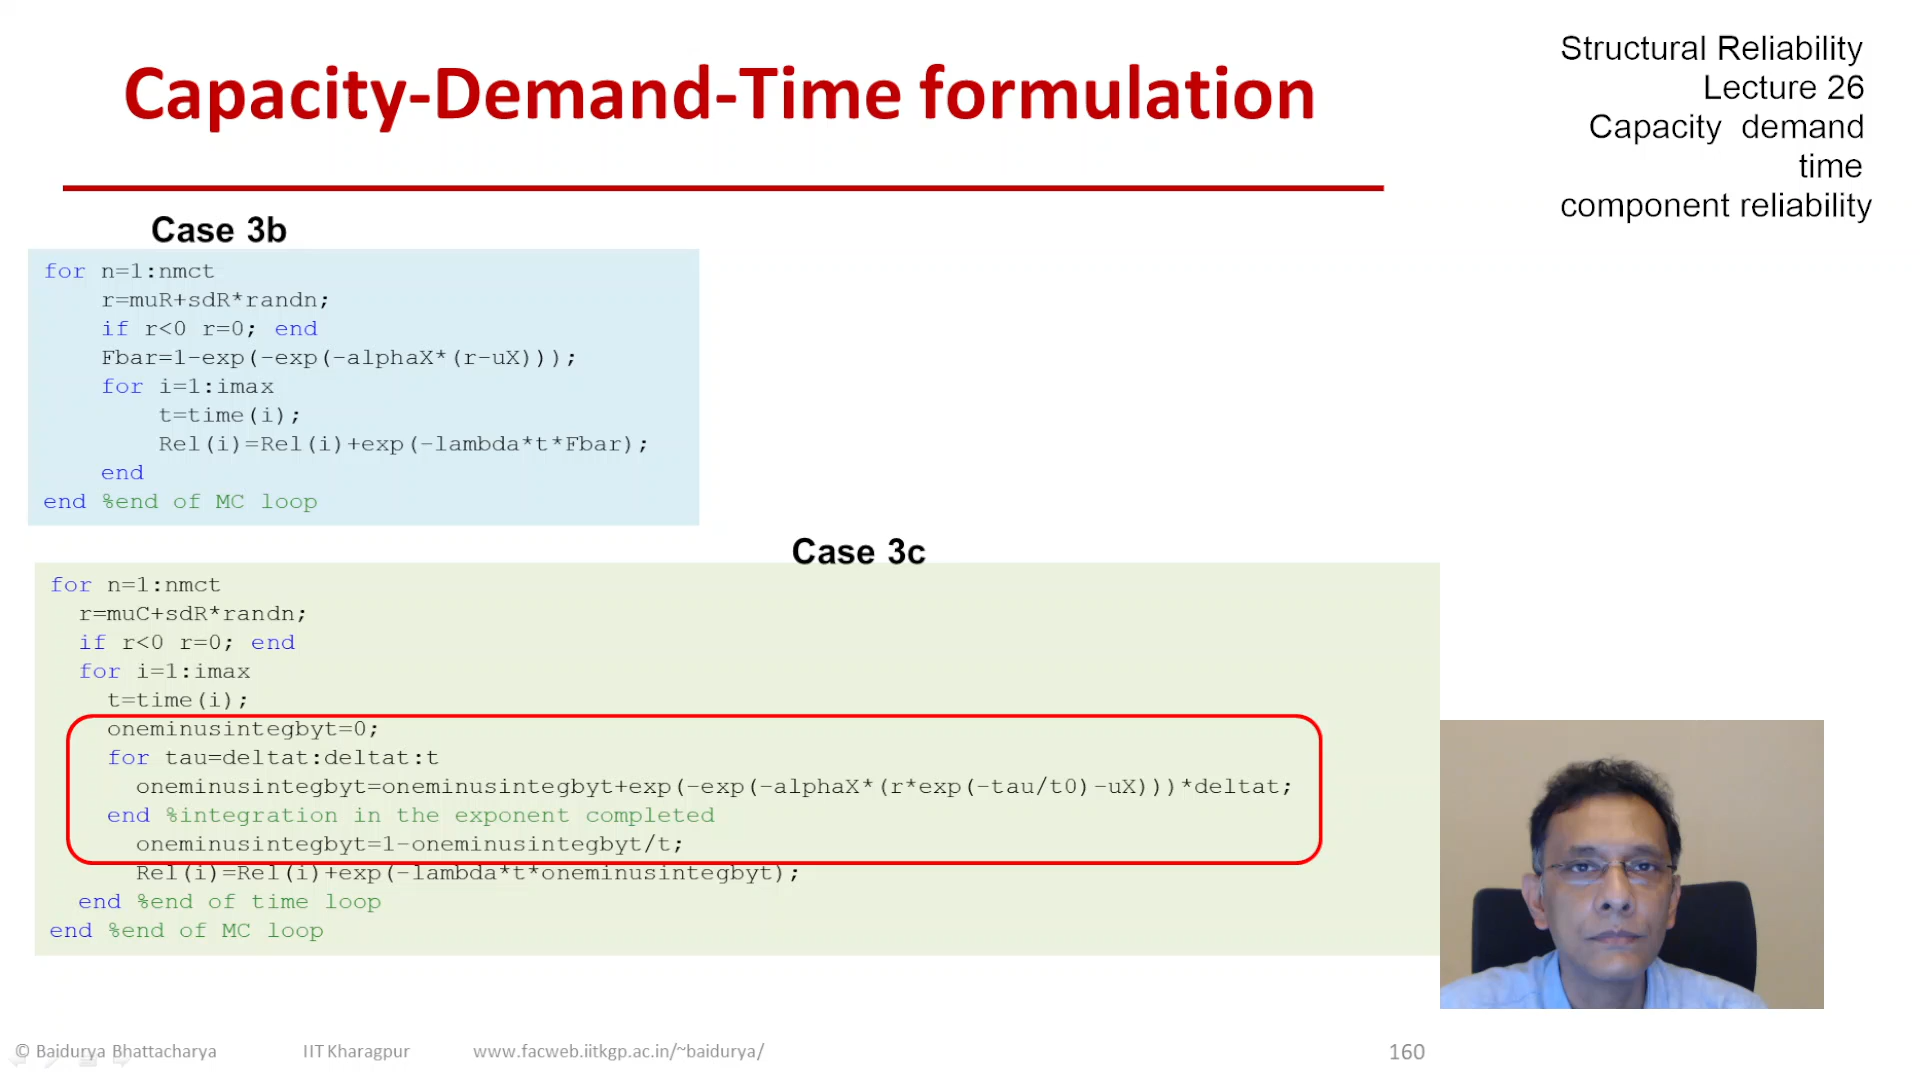 Capacity-Demand-Time formulation
Structural Reliability
Lecture 26
Capacity demand
time
component reliability
Case 3b
for n=1:nmct
r=muR+sdR*randn;
if r<0 r=0; end
Fbar=1-exp(-exp(-alphaX*(r-uX)));
for i=1:imax
t=time(i);
Rel(i)=Rel(i)+exp(-lambda*t*Fbar);
end
end %end of MC loop
Case 3c
for n=1:nmct
r=muC+sdR*randn;
if r<0 r=0; end
for i=1:imax
t=time(i);
oneminusintegbyt=0;
for tau=deltat:deltat:t
oneminusintegbyt=oneminusintegbyt+exp(-exp(-alphaX*(r*exp(-tau/t0)-uX)))*deltat;
end %integration in the exponent completed
oneminusintegbyt=1-oneminusintegbyt/t;
Rel(i)=Rel(i)+exp(-lambda*t*oneminusintegbyt);
end %end of time loop
end %end of MC loop
© Baidurya Bhattacharya IIT Kharagpur www.facweb.iitkgp.ac.in/~baidurya/ 160